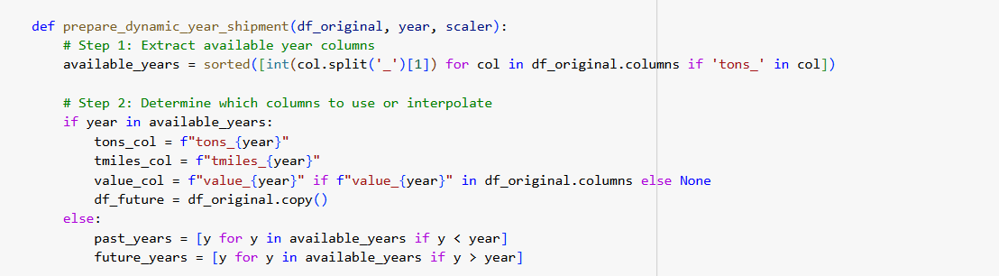 def prepare_dynamic_year_shipment(df_original, year, scaler):
    # Step 1: Extract available year columns
    available_years = sorted([int(col.split('_')[1]) for col in df_original.columns if 'tons_' in col])

    # Step 2: Determine which columns to use or interpolate
    if year in available_years:
        tons_col = f"tons_{year}"
        tmiles_col = f"tmiles_{year}"
        value_col = f"value_{year}" if f"value_{year}" in df_original.columns else None
        df_future = df_original.copy()
    else:
        past_years = [y for y in available_years if y < year]
        future_years = [y for y in available_years if y > year]